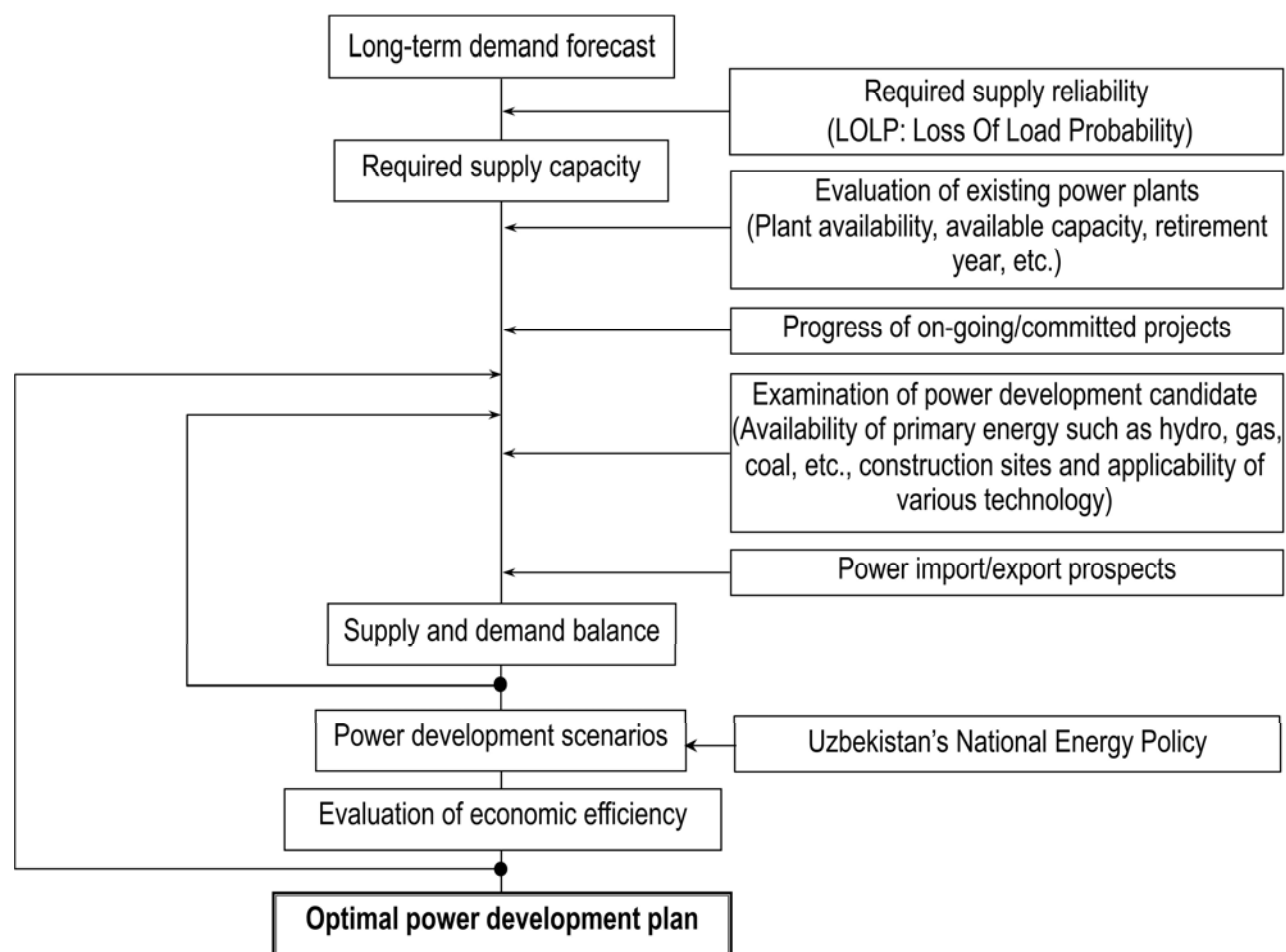 Long-term demand forecast
Required supply reliability
(LOLP: Loss Of Load Probability)
Required supply capacity
Evaluation of existing power plants
(Plant availability, available capacity, retirement
year, etc.)
Progress of on-going/committed projects
Examination of power development candidate
(Availability of primary energy such as hydro, gas,
coal, etc., construction sites and applicability of
various technology)
Power import/export prospects
Supply and demand balance
Power development scenarios
Uzbekistan's National Energy Policy
Evaluation of economic efficiency
Optimal power development plan